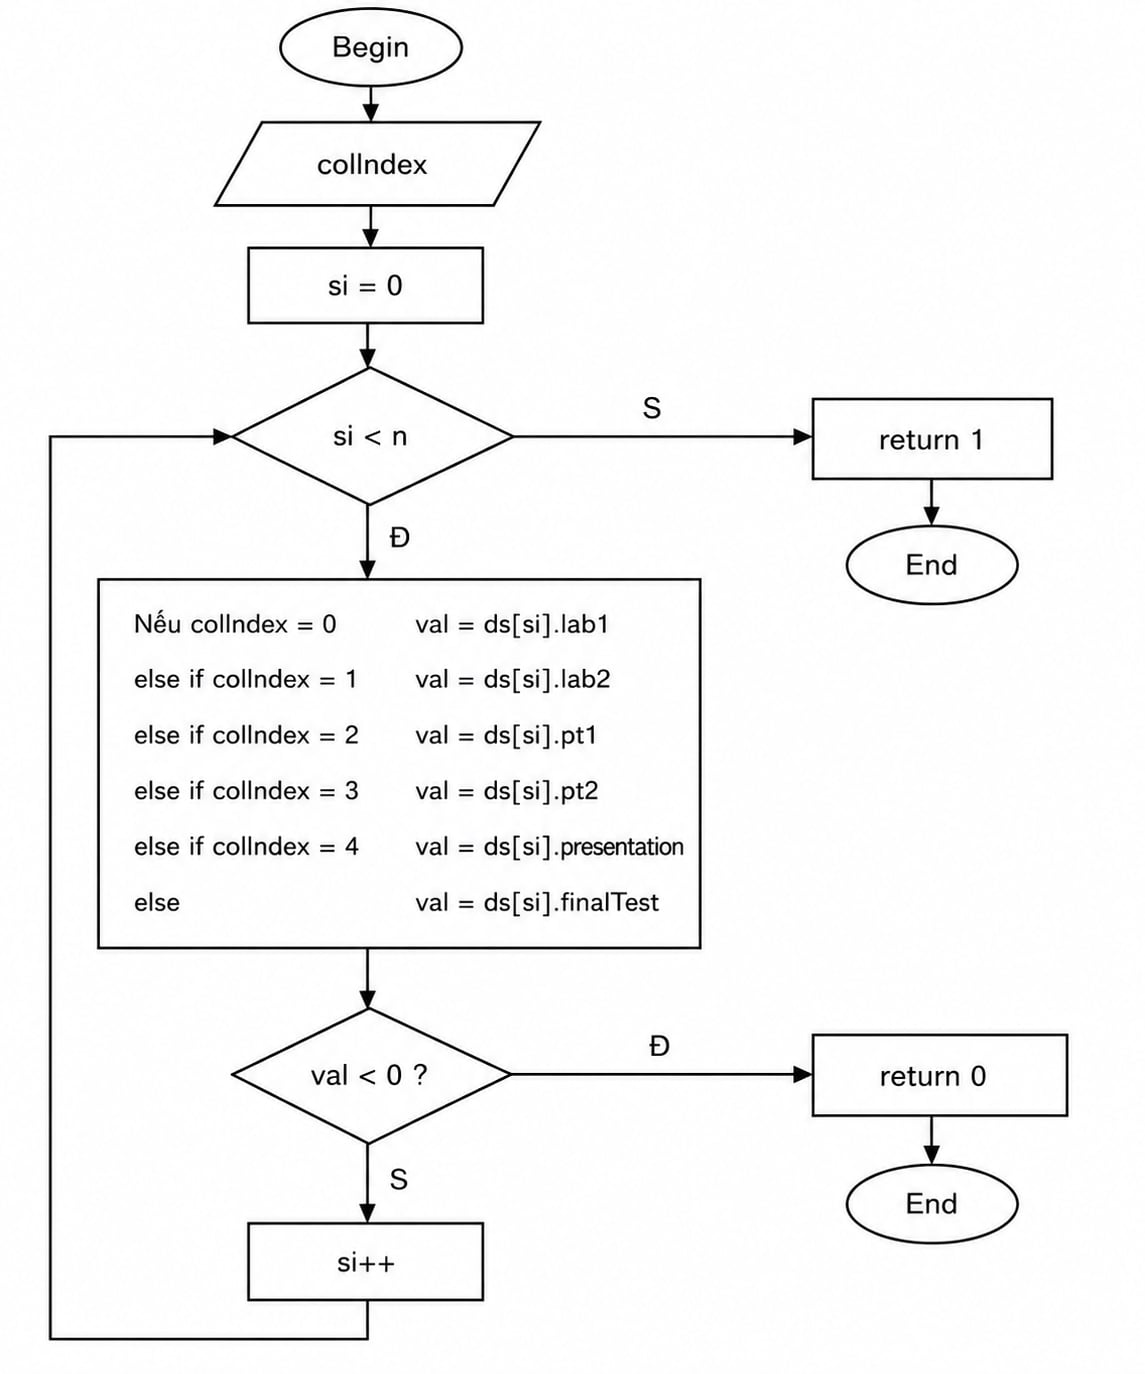 Begin
colIndex
si = 0
si < n
S
return 1
End
Đ
Nếu colIndex = 0 val = ds[si].lab1
else if colIndex = 1 val = ds[si].lab2
else if colIndex = 2 val = ds[si].pt1
else if colIndex = 3 val = ds[si].pt2
else if colIndex = 4 val = ds[si].presentation
else val = ds[si].finalTest
val < 0 ?
Đ
return 0
End
S
si++